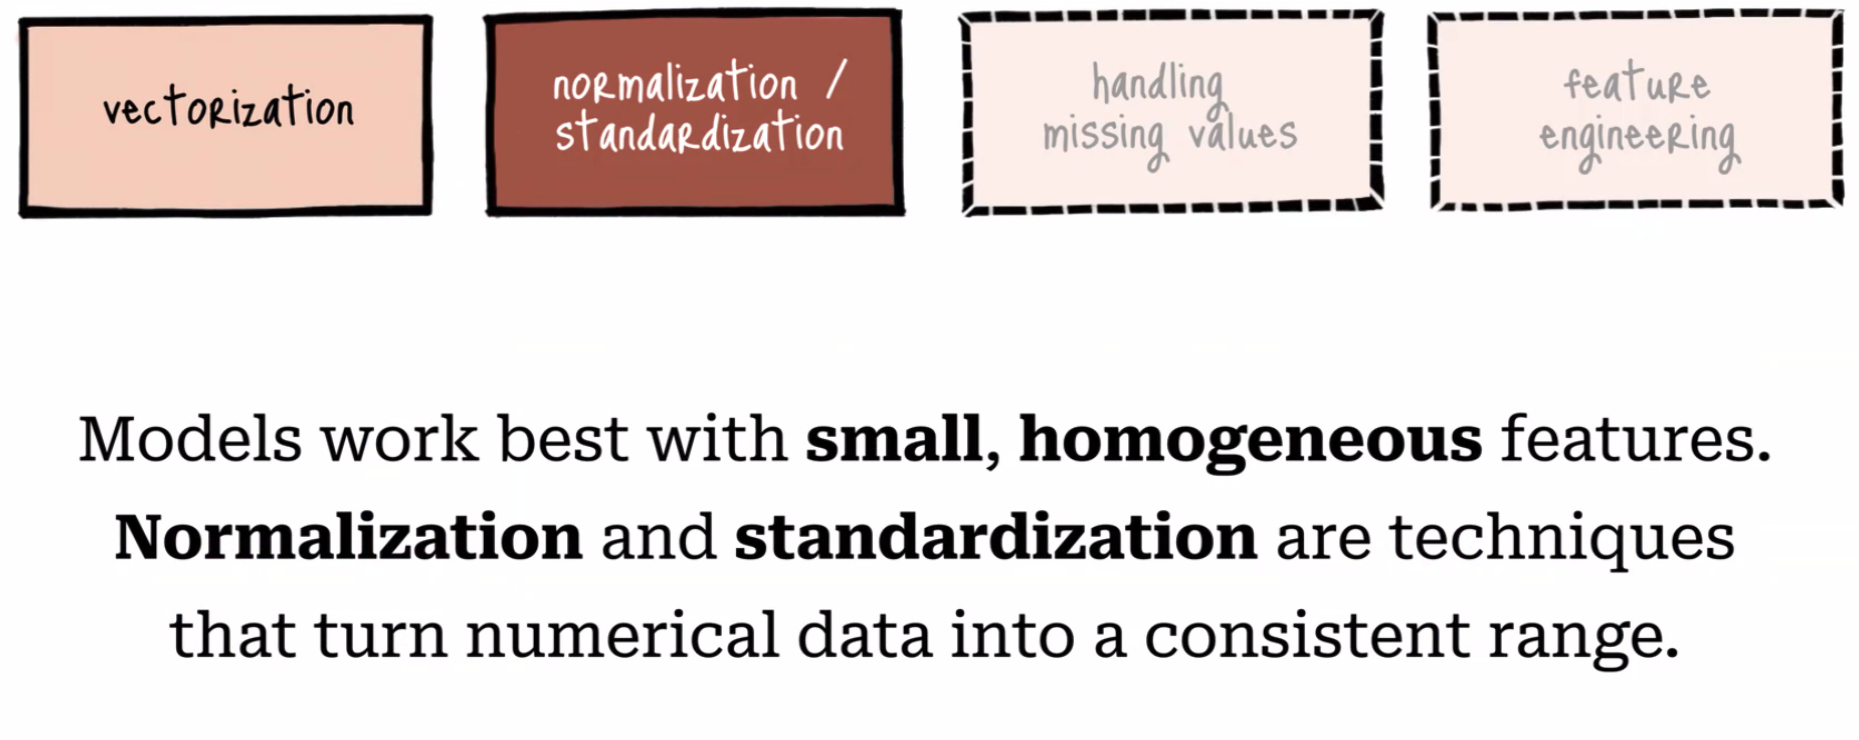 vectorization
normalization /
standardization
handling
missing values
feature
engineering
Models work best with small, homogeneous features.
Normalization and standardization are techniques
that turn numerical data into a consistent range.